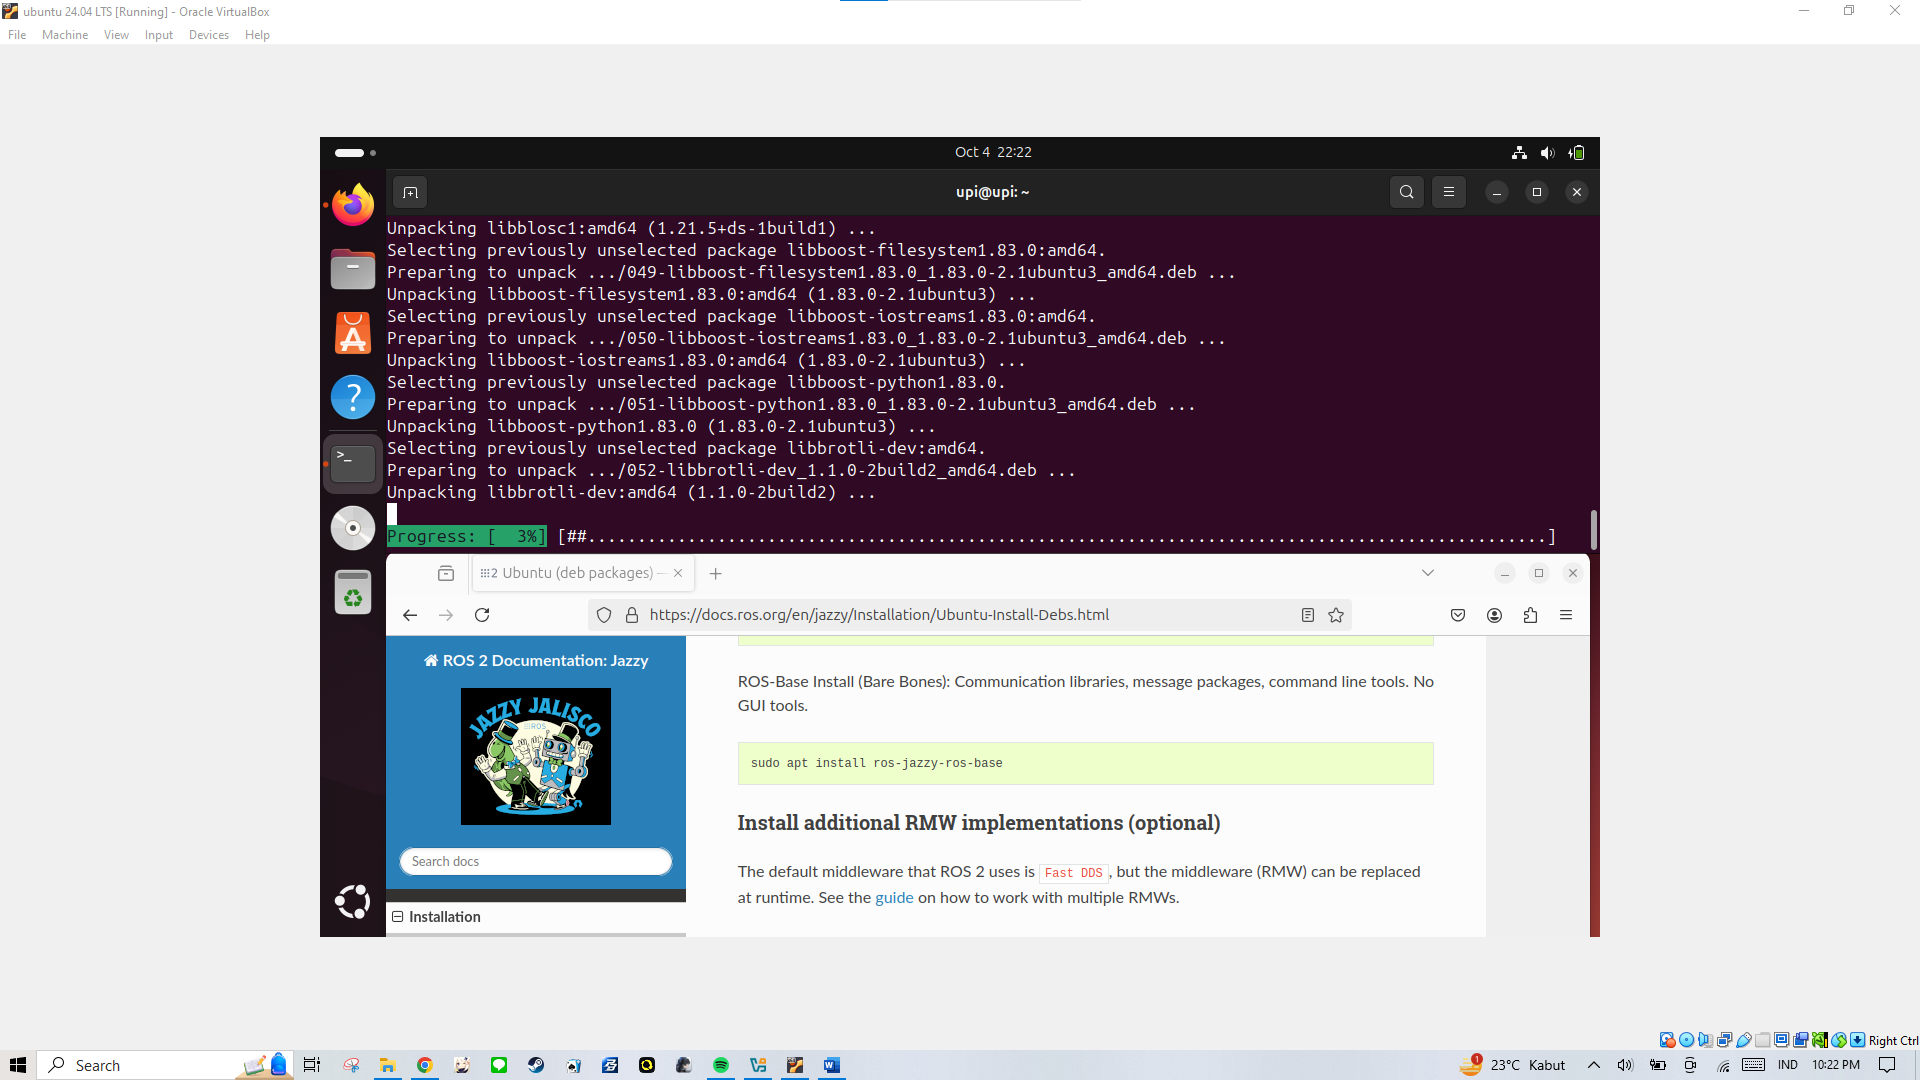 ubuntu 24.04 LTS [Running] - Oracle VirtualBox
File Machine View Input Devices Help
Oct 4 22:22
upi@upi: ~
Unpacking libblosc1:amd64 (1.21.5+ds-1build1) ...
Selecting previously unselected package libboost-filesystem1.83.0:amd64.
Preparing to unpack .../049-libboost-filesystem1.83.0_1.83.0-2.1ubuntu3_amd64.deb ...
Unpacking libboost-filesystem1.83.0:amd64 (1.83.0-2.1ubuntu3) ...
Selecting previously unselected package libboost-iostreams1.83.0:amd64.
Preparing to unpack .../050-libboost-iostreams1.83.0_1.83.0-2.1ubuntu3_amd64.deb ...
Unpacking libboost-iostreams1.83.0:amd64 (1.83.0-2.1ubuntu3) ...
Selecting previously unselected package libboost-python1.83.0.
Preparing to unpack .../051-libboost-python1.83.0_1.83.0-2.1ubuntu3_amd64.deb ...
Unpacking libboost-python1.83.0 (1.83.0-2.1ubuntu3) ...
Selecting previously unselected package libbrotli-dev:amd64.
Preparing to unpack .../052-libbrotli-dev_1.1.0-2build2_amd64.deb ...
Unpacking libbrotli-dev:amd64 (1.1.0-2build2) ...
Progress: [  3%] [##................................................................................................]
Ubuntu (deb packages) —
https://docs.ros.org/en/jazzy/Installation/Ubuntu-Install-Debs.html
ROS 2 Documentation: Jazzy
JAZZY JALISCO
ROS
Search docs
Installation
ROS-Base Install (Bare Bones): Communication libraries, message packages, command line tools. No
GUI tools.
sudo apt install ros-jazzy-ros-base
Install additional RMW implementations (optional)
The default middleware that ROS 2 uses is Fast DDS, but the middleware (RMW) can be replaced
at runtime. See the guide on how to work with multiple RMWs.
Right Ctrl
Search
1
23°C Kabut
IND
10:22 PM